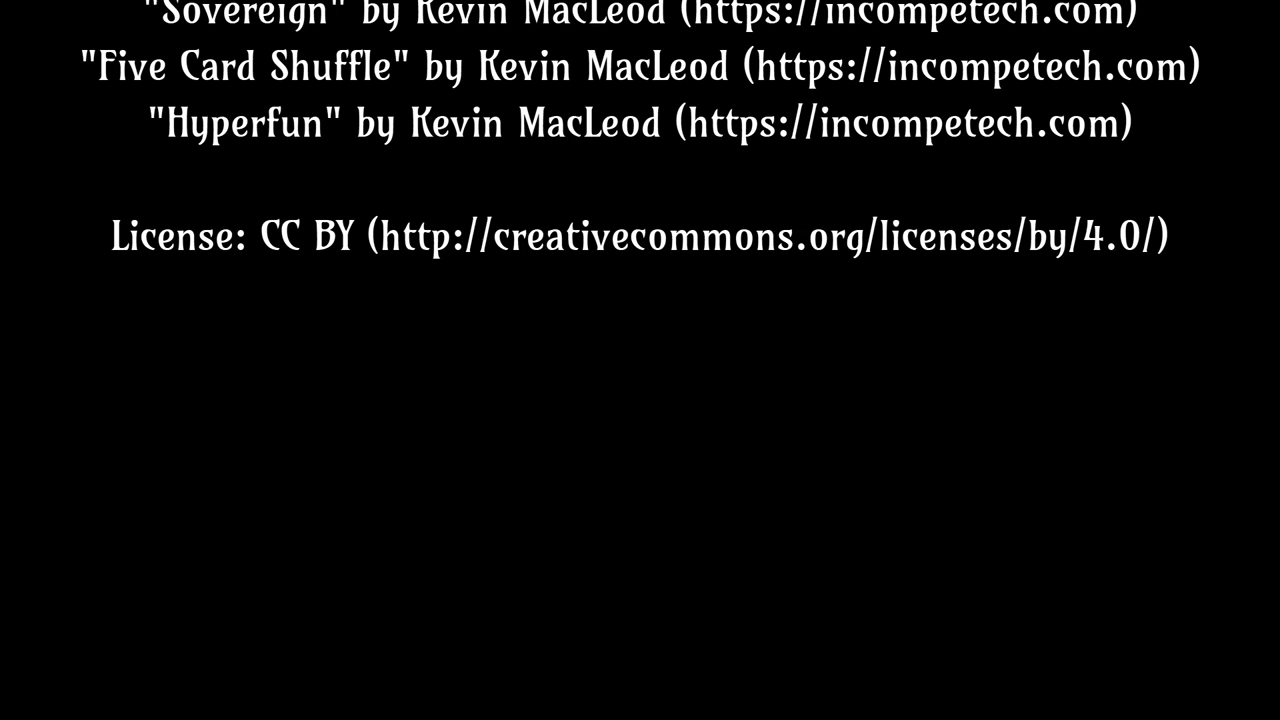 "Sovereign" by Kevin MacLeod (https://incompetech.com)
"Five Card Shuffle" by Kevin MacLeod (https://incompetech.com)
"Hyperfun" by Kevin MacLeod (https://incompetech.com)
License: CC BY (http://creativecommons.org/licenses/by/4.0/)